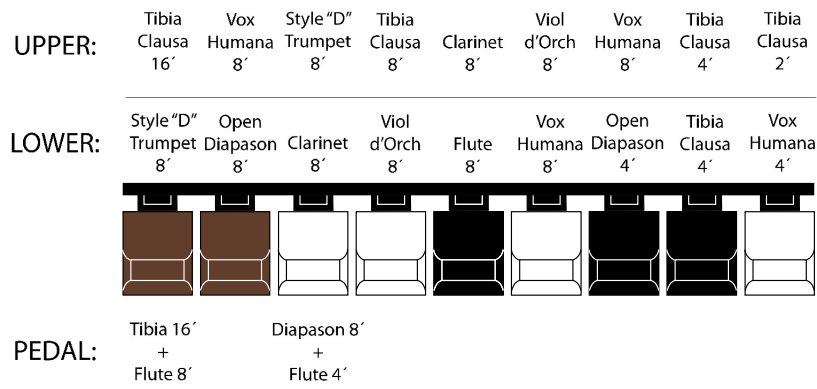 UPPER:
Tibia Clausa 16´
Vox Humana 8´
Style “D” Trumpet 8´
Tibia Clausa 8´
Clarinet 8´
Viol d’Orch 8´
Vox Humana 8´
Tibia Clausa 4´
Tibia Clausa 2´
LOWER:
Style “D” Trumpet 8´
Open Diapason 8´
Clarinet 8´
Viol d’Orch 8´
Flute 8´
Vox Humana 8´
Open Diapason 4´
Tibia Clausa 4´
Vox Humana 4´
PEDAL:
Tibia 16´ + Flute 8´
Diapason 8´ + Flute 4´